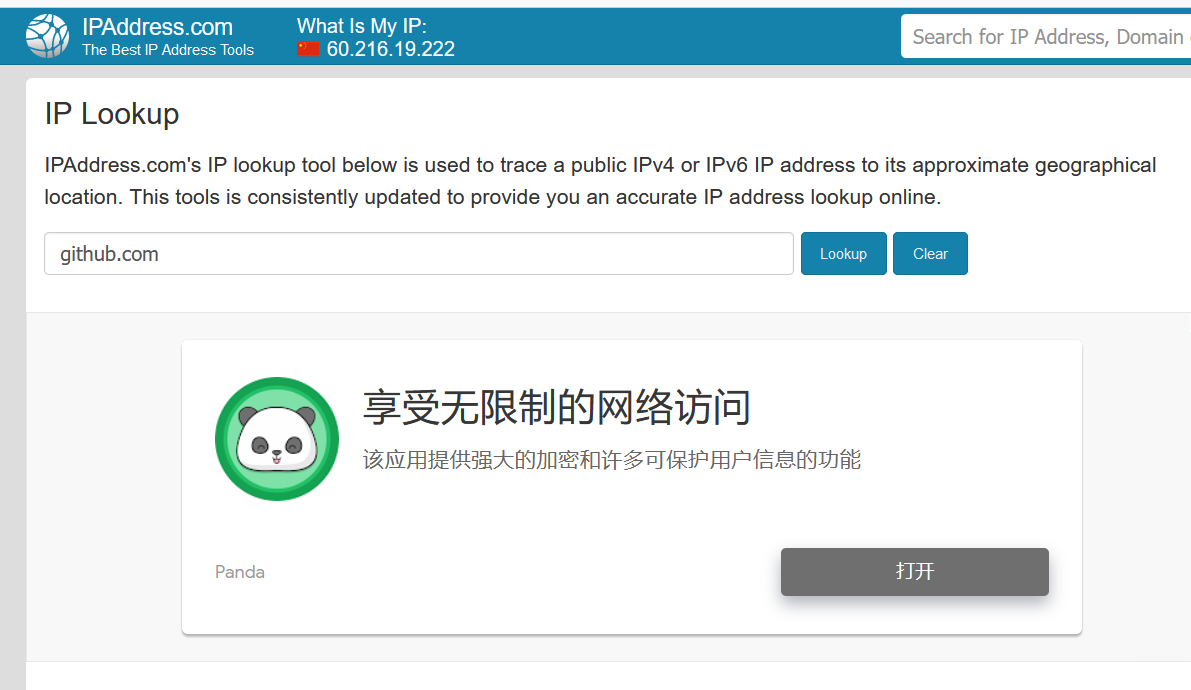 IPAddress.com
The Best IP Address Tools
What Is My IP:
60.216.19.222
Search for IP Address, Domain
IP Lookup
IPAddress.com's IP lookup tool below is used to trace a public IPv4 or IPv6 IP address to its approximate geographical
location. This tools is consistently updated to provide you an accurate IP address lookup online.
github.com
Lookup
Clear
享受无限制的网络访问
该应用提供强大的加密和许多可保护用户信息的功能
Panda
打开